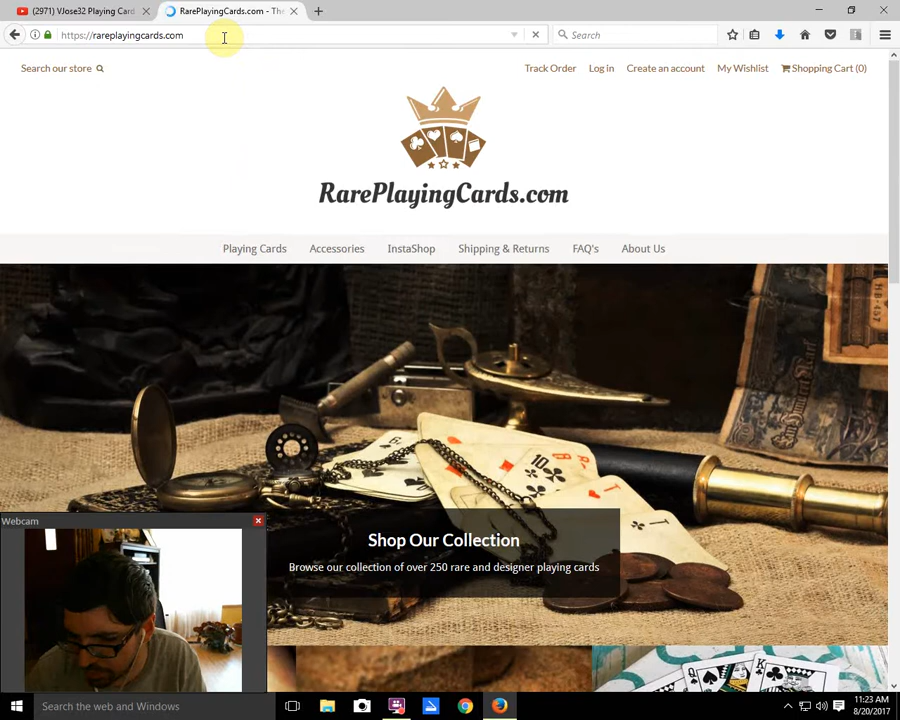 (2971) VJose32 Playing Card
RarePlayingCards.com - The
https://rareplayingcards.com
Search
Search our store
Track Order
Log in
Create an account
My Wishlist
Shopping Cart (0)
RarePlayingCards.com
Playing Cards
Accessories
InstaShop
Shipping & Returns
FAQ's
About Us
Shop Our Collection
Browse our collection of over 250 rare and designer playing cards
Webcam
Search the web and Windows
11:23 AM
8/20/2017